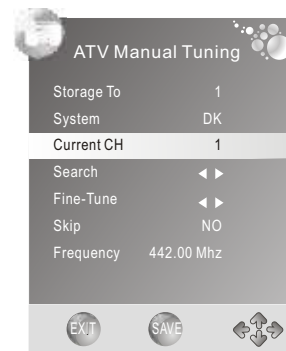 ATV Manual Tuning
Storage To 1
System DK
Current CH 1
Search
Fine-Tune
Skip NO
Frequency 442.00 Mhz
EXIT SAVE